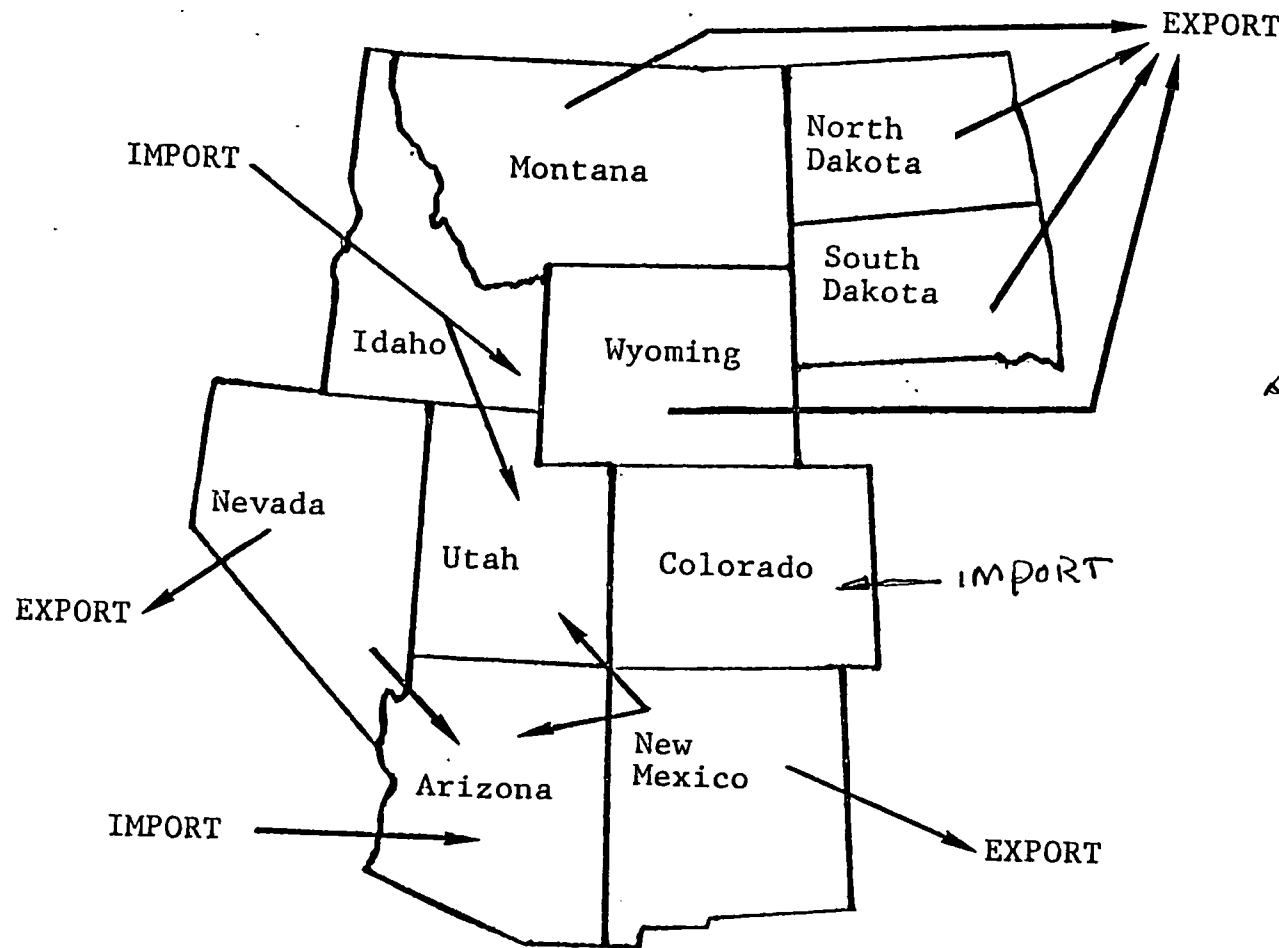 EXPORT
North
Dakota
IMPORT
Montana
South
Dakota
Idaho
Wyoming
Nevada
Utah
Colorado
IMPORT
EXPORT
New
Mexico
Arizona
IMPORT
EXPORT